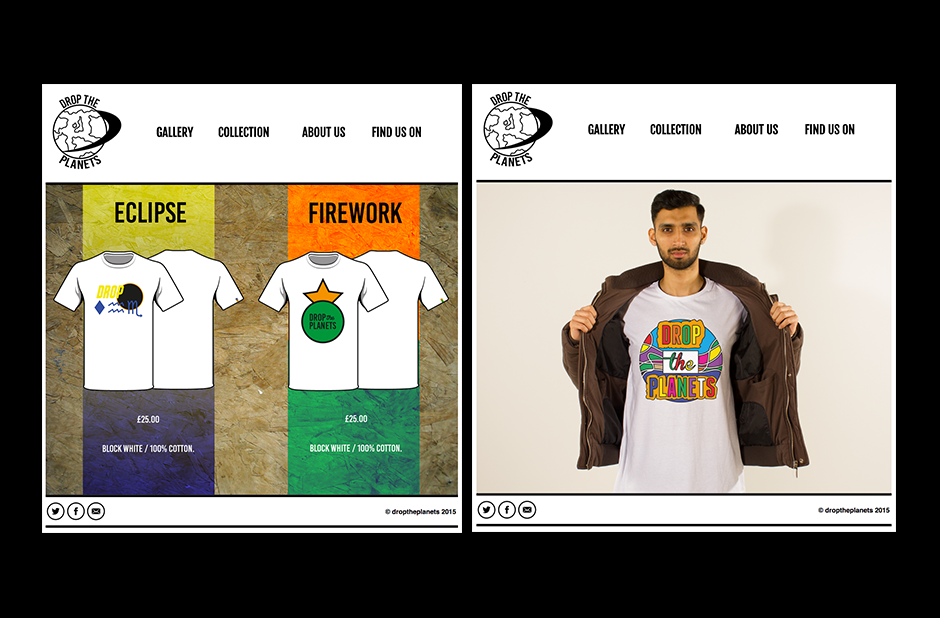 DROP THE
PLANETS
GALLERY COLLECTION ABOUT US FIND US ON
ECLIPSE
FIREWORK
DROP
DROP the
PLANETS
£25.00
BLOCK WHITE / 100% COTTON.
£25.00
BLOCK WHITE / 100% COTTON.
f
© droptheplanets 2015
DROP THE
PLANETS
GALLERY COLLECTION ABOUT US FIND US ON
DROP
the
PLANETS
f
© droptheplanets 2015